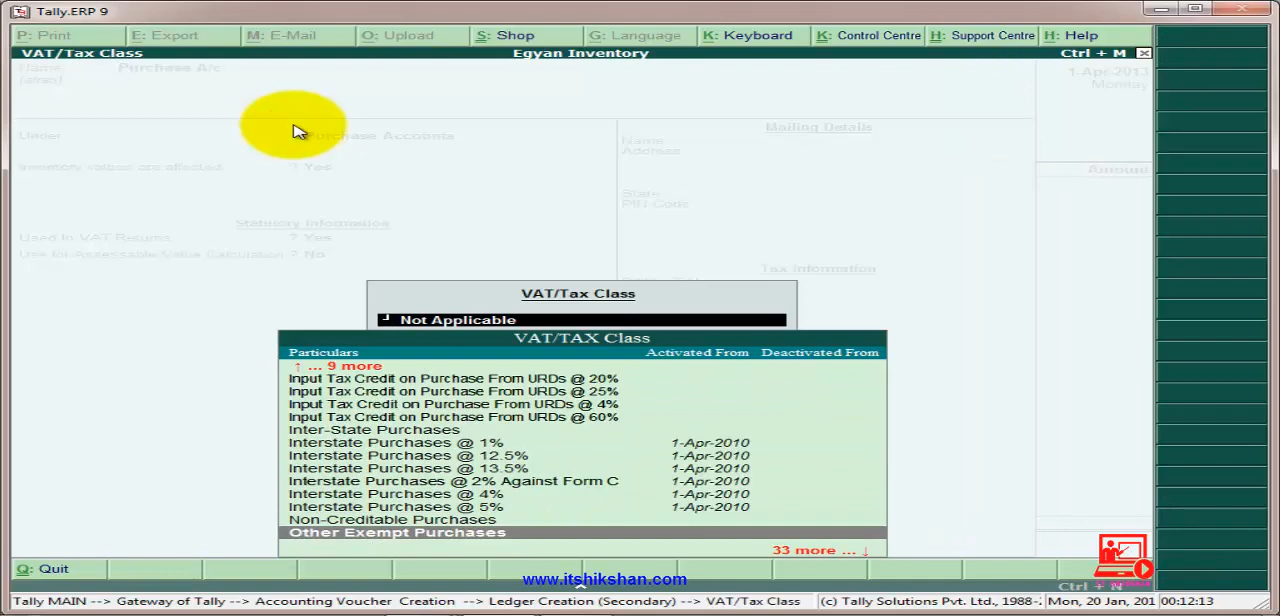 Tally.ERP 9
P: Print E: Export M: E-Mail O: Upload S: Shop G: Language K: Keyboard K: Control Centre H: Support Centre H: Help
VAT/Tax Class Egyan Inventory Ctrl + M
Name Purchase A/c 1-Apr-2013
(alias) Monday
Mailing Details
Under Purchase Accounts
Name
Address
Inventory values are affected ? Yes Amount
State
PIN Code
Statutory Information
Used In VAT Returns ? Yes
Use for Assessable Value Calculation ? No
Tax Information
VAT/Tax Class
Not Applicable
VAT/TAX Class
Particulars Activated From Deactivated From
↑ ... 9 more
Input Tax Credit on Purchase From URDs @ 20%
Input Tax Credit on Purchase From URDs @ 25%
Input Tax Credit on Purchase From URDs @ 4%
Input Tax Credit on Purchase From URDs @ 60%
Inter-State Purchases
Interstate Purchases @ 1% 1-Apr-2010
Interstate Purchases @ 12.5% 1-Apr-2010
Interstate Purchases @ 13.5% 1-Apr-2010
Interstate Purchases @ 2% Against Form C 1-Apr-2010
Interstate Purchases @ 4% 1-Apr-2010
Interstate Purchases @ 5% 1-Apr-2010
Non-Creditable Purchases
Other Exempt Purchases
33 more ... ↓
Q: Quit
www.itshikshan.com
Ctrl + N
Tally MAIN --> Gateway of Tally --> Accounting Voucher Creation --> Ledger Creation (Secondary) --> VAT/Tax Class (c) Tally Solutions Pvt. Ltd., 1988-. Mon, 20 Jan, 201 00:12:13